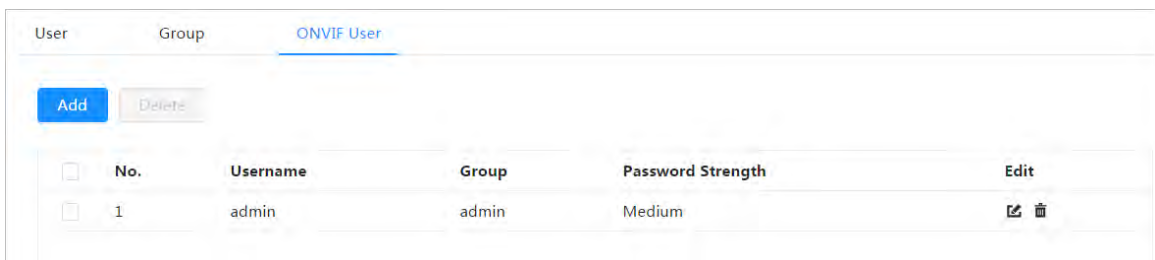 User Group ONVIF User
Add Delete
No. Username Group Password Strength Edit
1 admin admin Medium